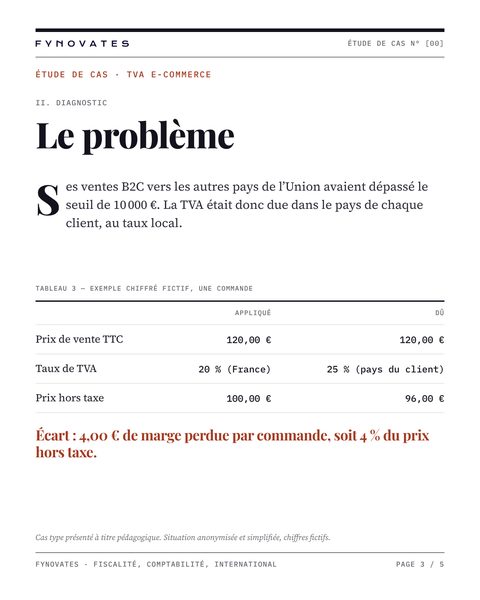 FYNOVATES
ÉTUDE DE CAS N° [00]
ÉTUDE DE CAS · TVA E-COMMERCE
II. DIAGNOSTIC
Le problème
Ses ventes B2C vers les autres pays de l'Union avaient dépassé le
seuil de 10 000 €. La TVA était donc due dans le pays de chaque
client, au taux local.
TABLEAU 3 — EXEMPLE CHIFFRÉ FICTIF, UNE COMMANDE
APPLIQUÉ DÛ
Prix de vente TTC 120,00 € 120,00 €
Taux de TVA 20 % (France) 25 % (pays du client)
Prix hors taxe 100,00 € 96,00 €
Écart : 4,00 € de marge perdue par commande, soit 4 % du prix
hors taxe.
Cas type présenté à titre pédagogique. Situation anonymisée et simplifiée, chiffres fictifs.
FYNOVATES · FISCALITÉ, COMPTABILITÉ, INTERNATIONAL
PAGE 3 / 5